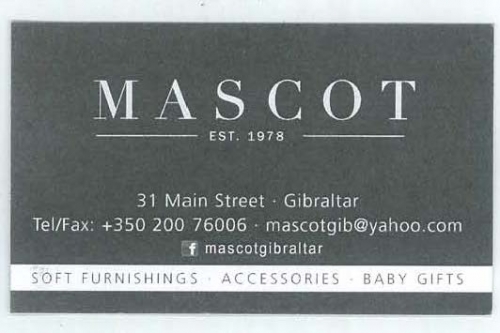 MASCOT
EST. 1978
31 Main Street · Gibraltar
Tel/Fax: +350 200 76006 · mascotgib@yahoo.com
f mascotgibraltar
SOFT FURNISHINGS · ACCESSORIES · BABY GIFTS